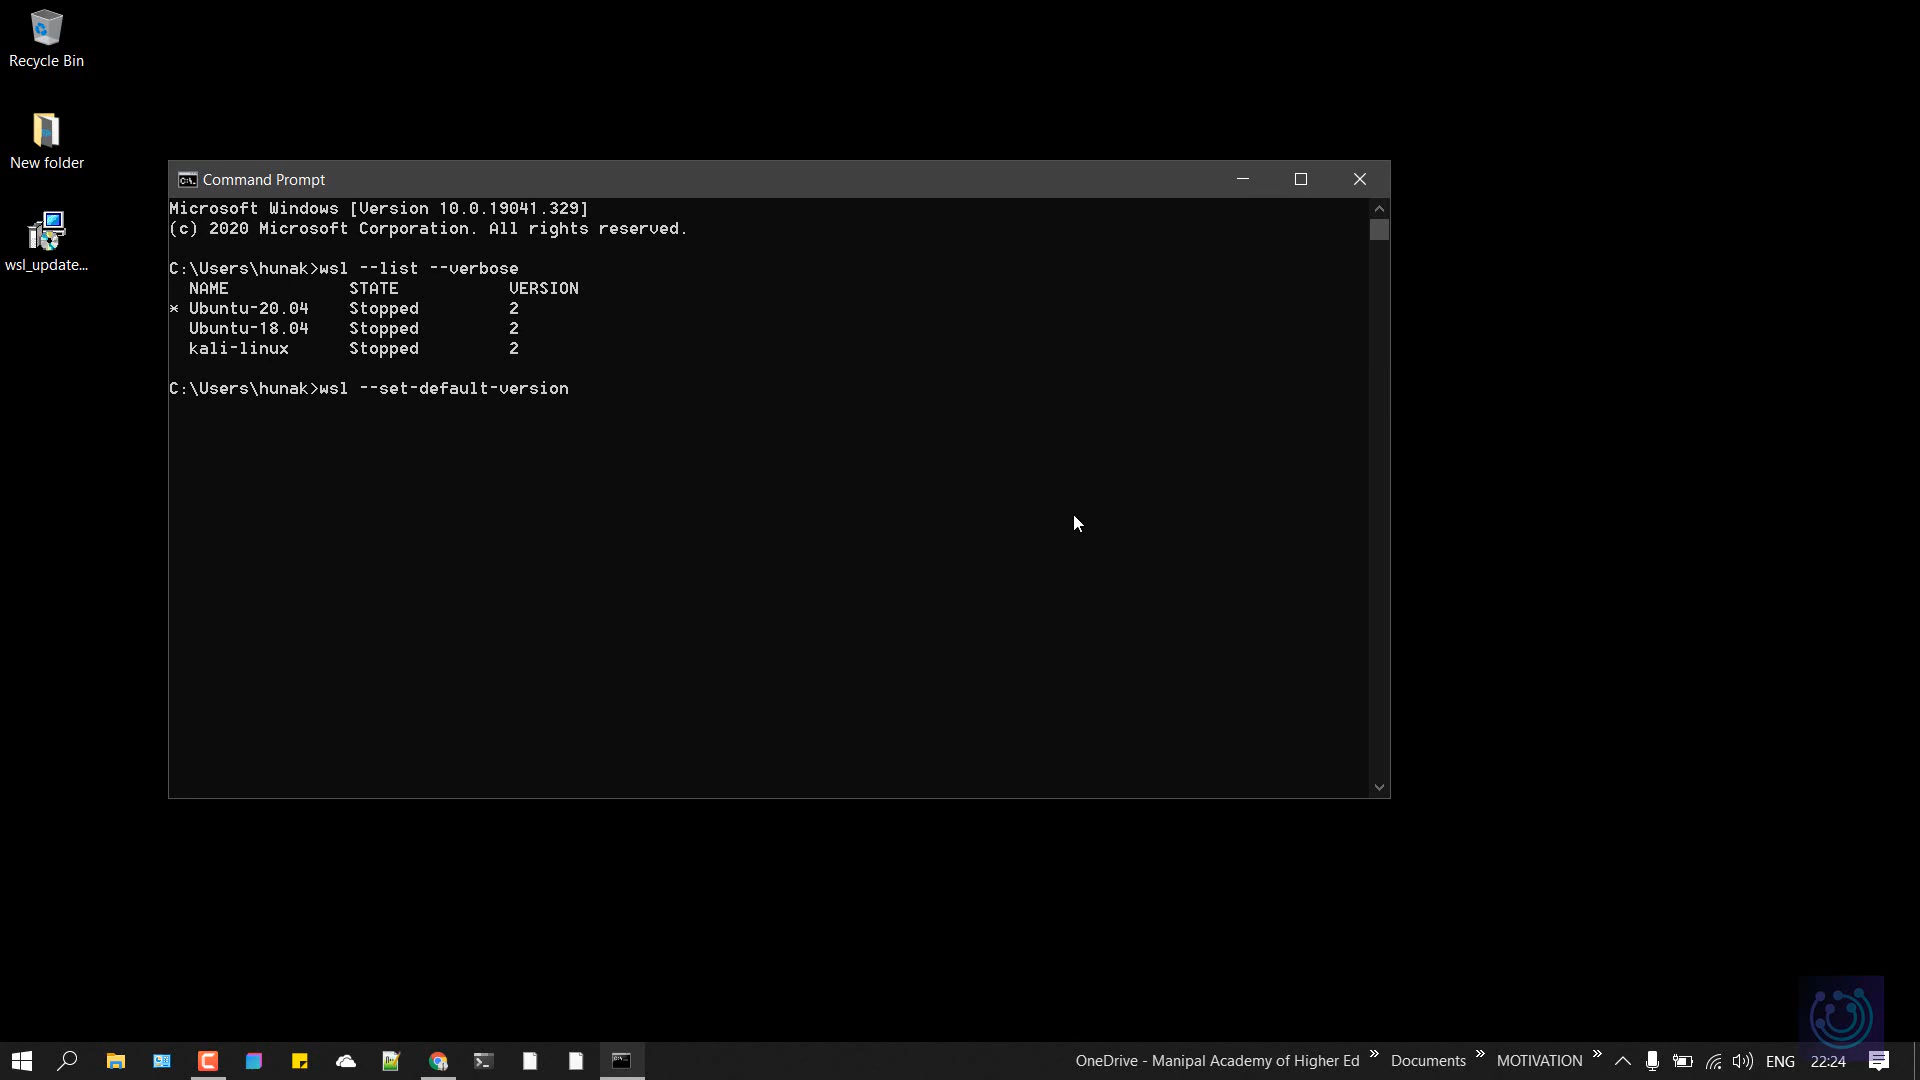 Recycle Bin
New folder
wsl_update...
Command Prompt
Microsoft Windows [Version 10.0.19041.329]
(c) 2020 Microsoft Corporation. All rights reserved.
C:\Users\hunak>wsl --list --verbose
NAME STATE VERSION
* Ubuntu-20.04 Stopped 2
Ubuntu-18.04 Stopped 2
kali-linux Stopped 2
C:\Users\hunak>wsl --set-default-version
OneDrive - Manipal Academy of Higher Ed » Documents » MOTIVATION » ENG 22:24